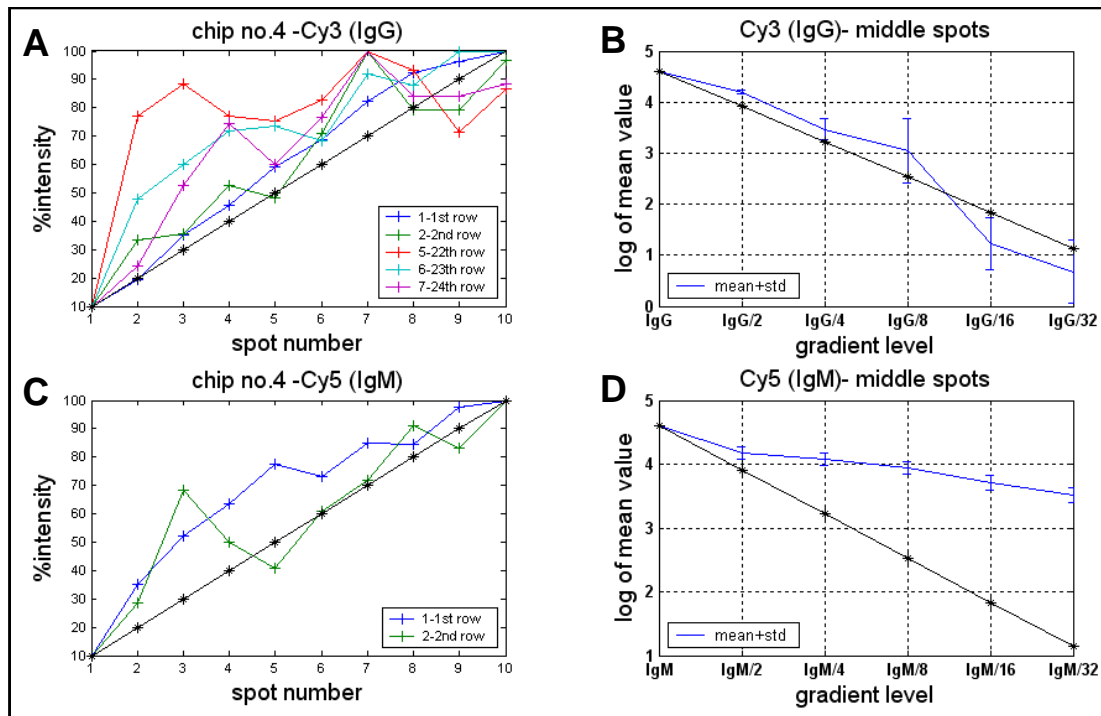 A
chip no.4 -Cy3 (IgG)
%intensity
100
90
80
70
60
50
40
30
20
10
1 2 3 4 5 6 7 8 9 10
spot number
1-1st row
2-2nd row
5-22th row
6-23th row
7-24th row
B
Cy3 (IgG)- middle spots
log of mean value
5
4
3
2
1
0
IgG IgG/2 IgG/4 IgG/8 IgG/16 IgG/32
gradient level
mean+std
C
chip no.4 -Cy5 (IgM)
%intensity
100
90
80
70
60
50
40
30
20
10
1 2 3 4 5 6 7 8 9 10
spot number
1-1st row
2-2nd row
D
Cy5 (IgM)- middle spots
log of mean value
5
4
3
2
1
IgM IgM/2 IgM/4 IgM/8 IgM/16 IgM/32
gradient level
mean+std